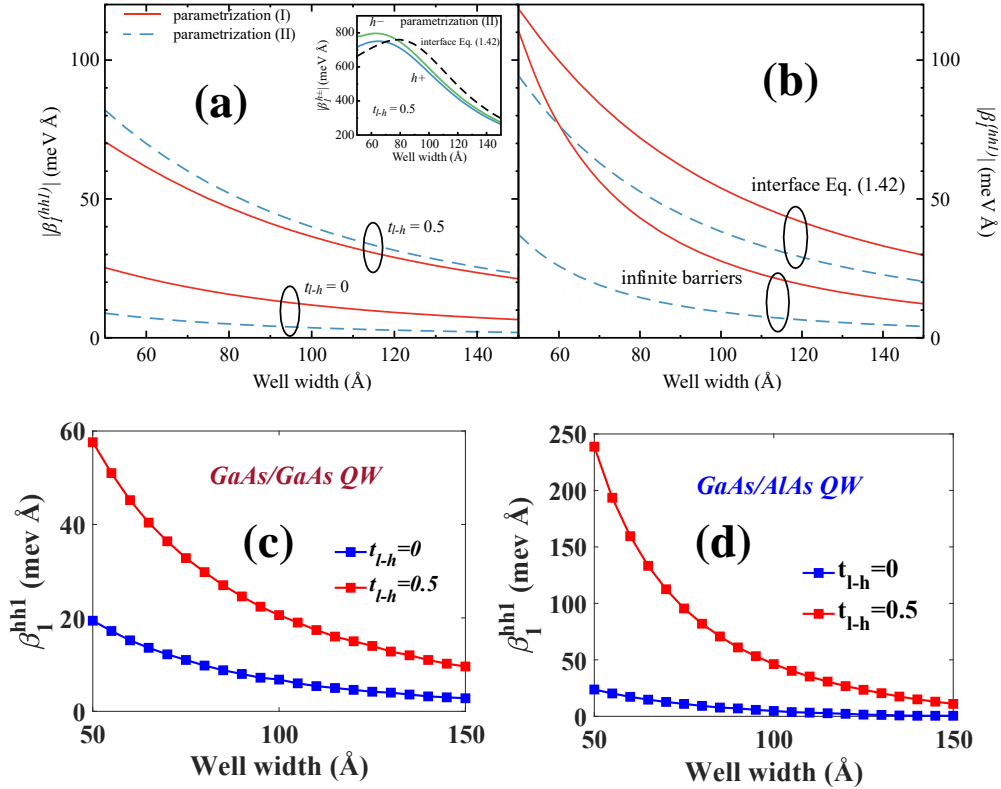 parametrization (I)
parametrization (II)
(a)
|β₁⁽ʰʰ¹⁾| (meV Å)
0
50
100
60
80
100
120
140
Well width (Å)
t_{l-h} = 0.5
t_{l-h} = 0
h−
parametrization (II)
interface Eq. (1.42)
h+
t_{l-h} = 0.5
|β₁^{h±}| (meV Å)
200
400
600
800
60
80
100
120
140
Well width (Å)
(b)
interface Eq. (1.42)
infinite barriers
60
80
100
120
140
Well width (Å)
0
50
100
|β₁⁽ʰʰ¹⁾| (meV Å)
GaAs/GaAs QW
(c)
t_{l-h}=0
t_{l-h}=0.5
β₁^{hh1} (mev Å)
0
20
40
60
50
100
150
Well width (Å)
GaAs/AlAs QW
(d)
t_{l-h}=0
t_{l-h}=0.5
β₁^{hh1} (meV Å)
0
50
100
150
200
250
50
100
150
Well width (Å)